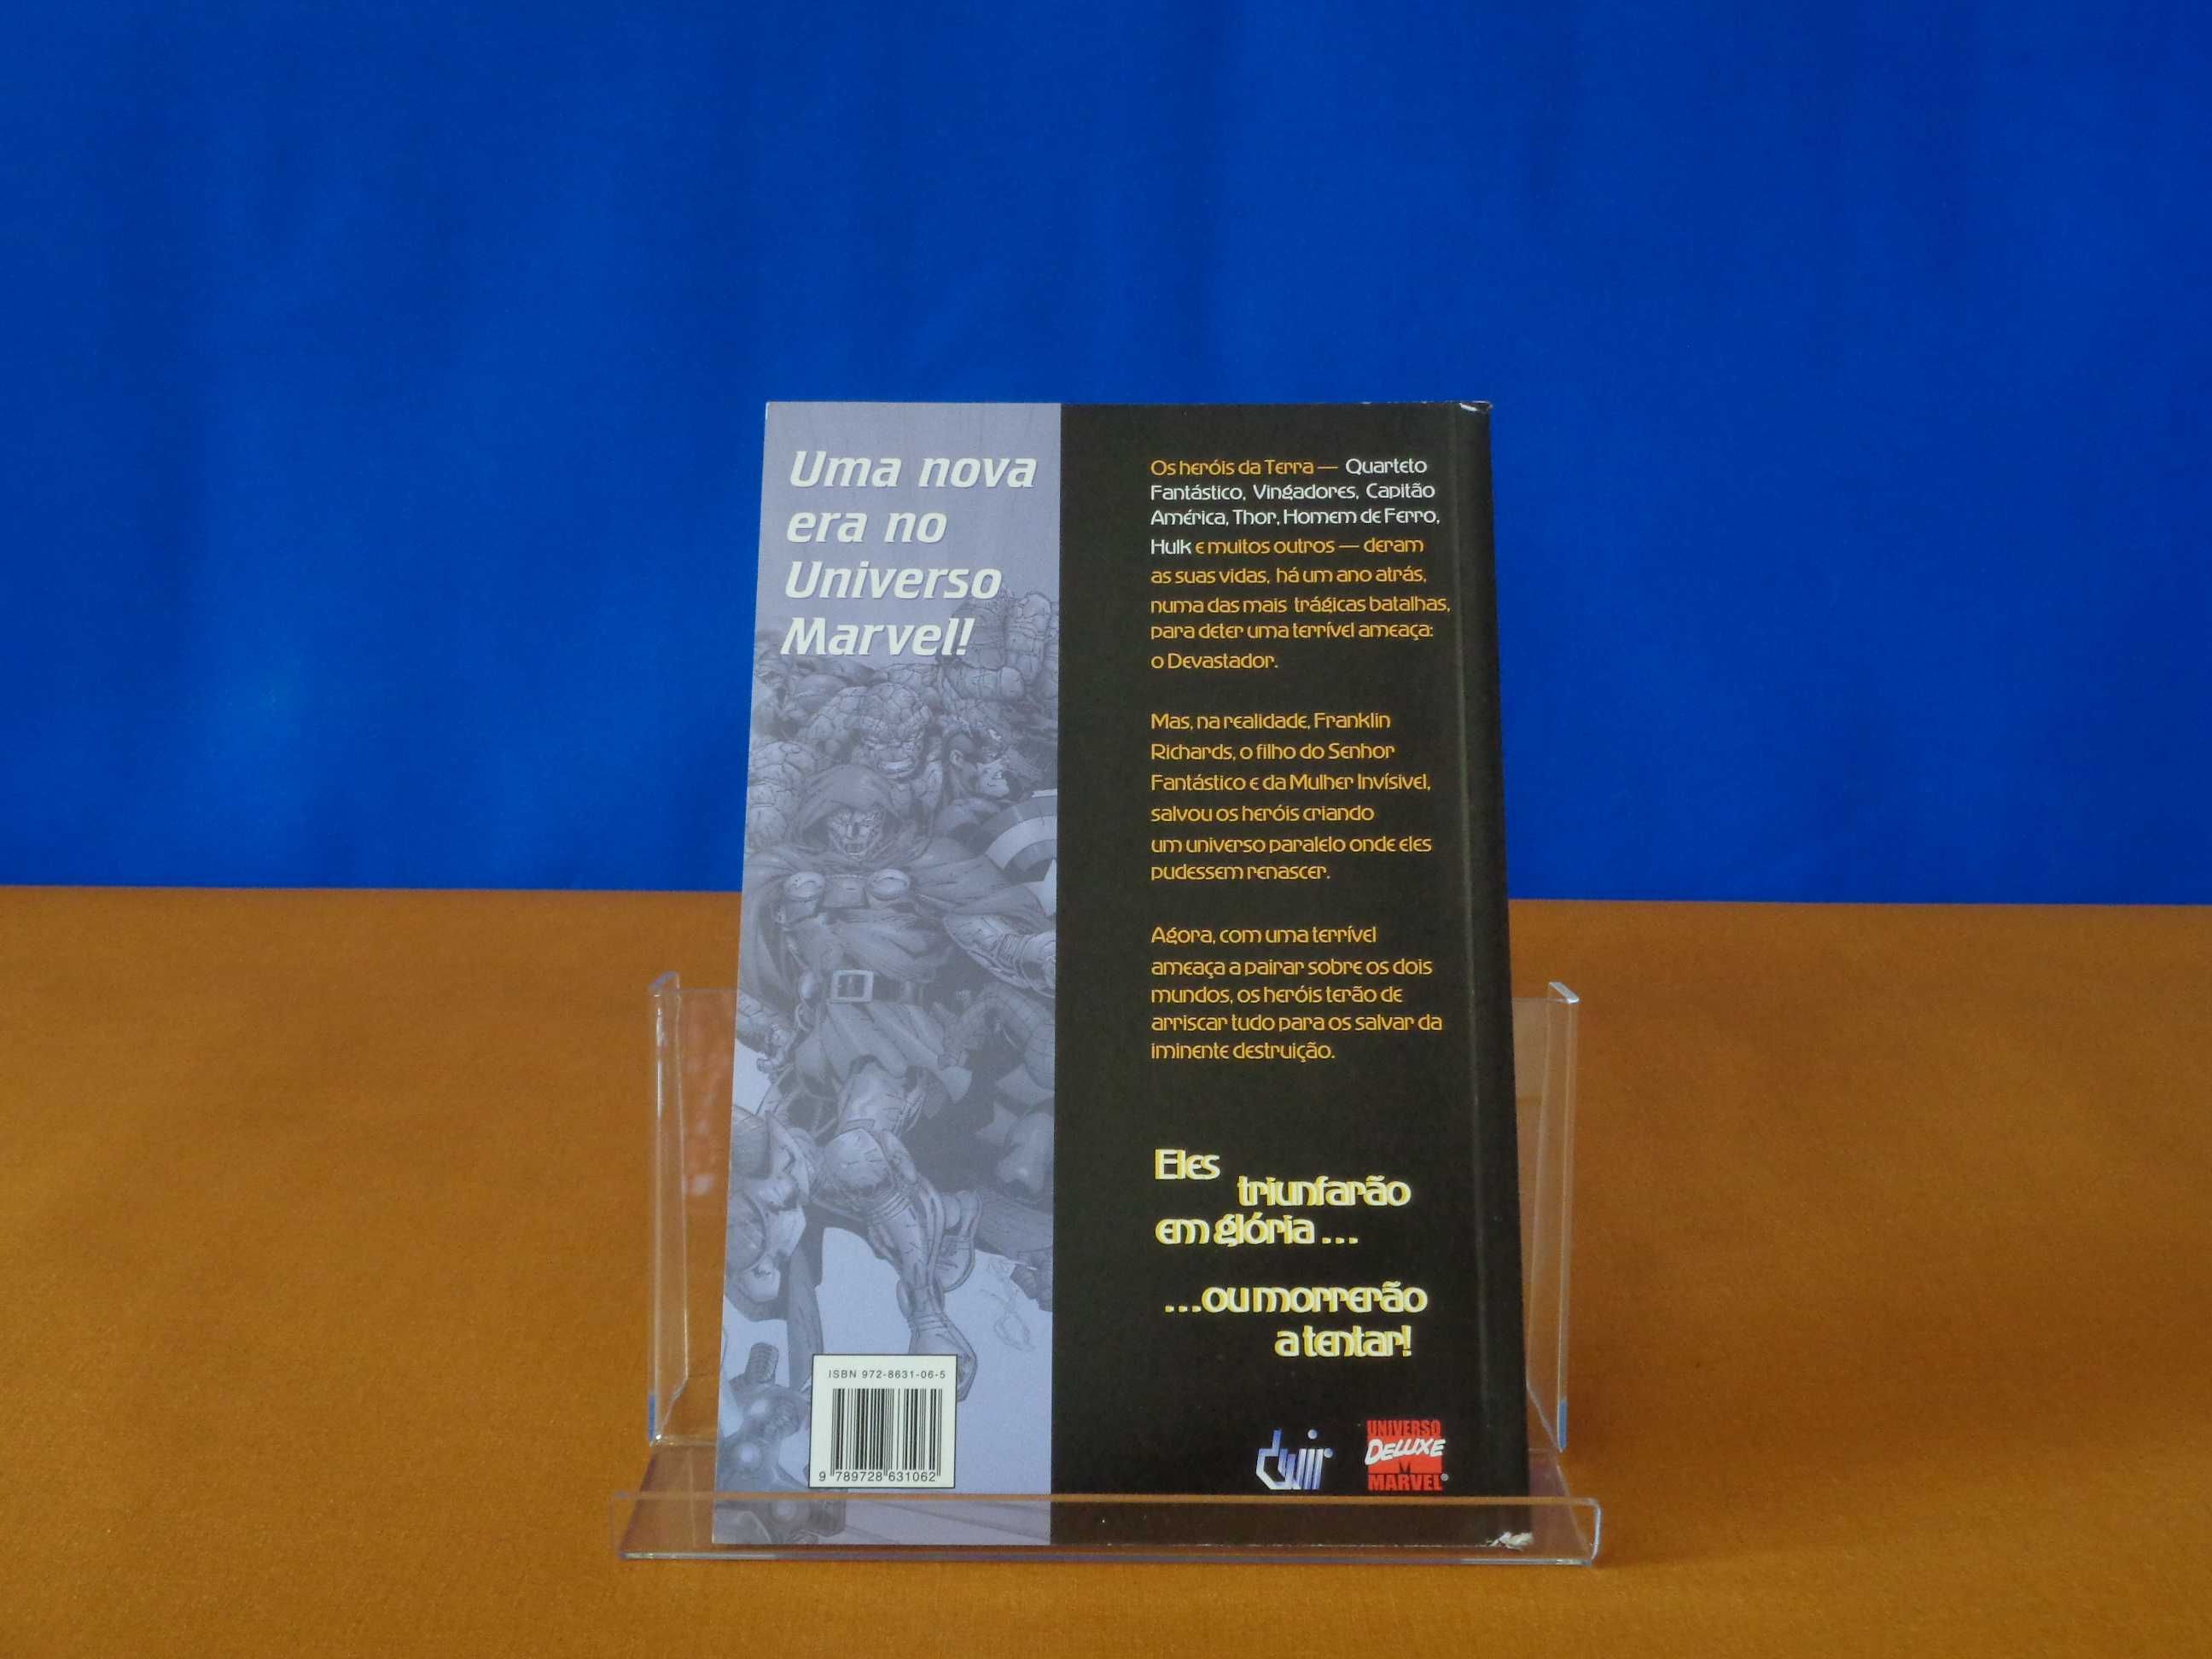 Uma nova
era no
Universo
Marvel!
Os heróis da Terra — Quarteto
Fantástico, Vingadores, Capitão
América, Thor, Homem de Ferro,
Hulk e muitos outros — deram
as suas vidas, há um ano atrás,
numa das mais trágicas batalhas,
para deter uma terrível ameaça:
o Devastador.
Mas, na realidade, Franklin
Richards, o filho do Senhor
Fantástico e da Mulher Invísivel,
salvou os heróis criando
um universo paralelo onde eles
pudessem renascer.
Agora, com uma terrível
ameaça a pairar sobre os dois
mundos, os heróis terão de
arriscar tudo para os salvar da
iminente destruição.
Eles
triunfarão
em glória...
...ou morrerão
a tentar!
ISBN 972-8631-06-5
9 789728 631062
devir
UNIVERSO
DELUXE
MARVEL®